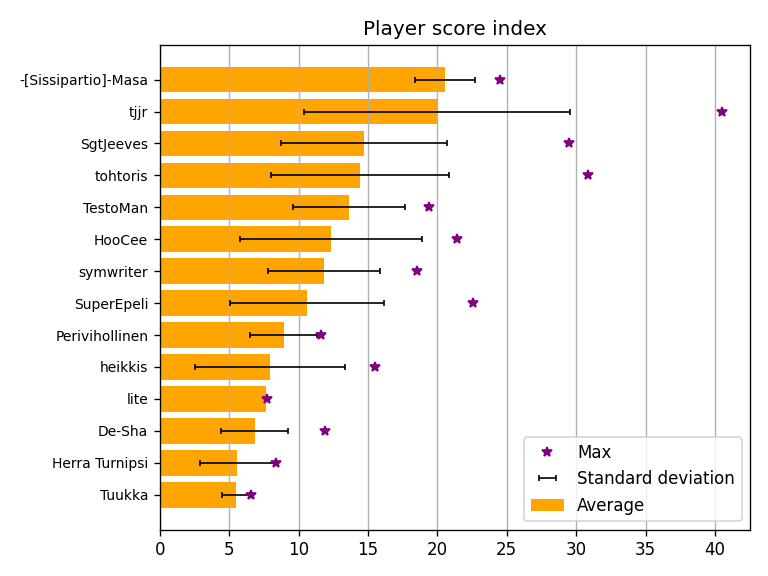 Player score index
-[Sissipartio]-Masa
tjjr
SgtJeeves
tohtoris
TestoMan
HooCee
symwriter
SuperEpeli
Perivihollinen
heikkis
lite
De-Sha
Herra Turnipsi
Tuukka
Max
Standard deviation
Average
0 5 10 15 20 25 30 35 40